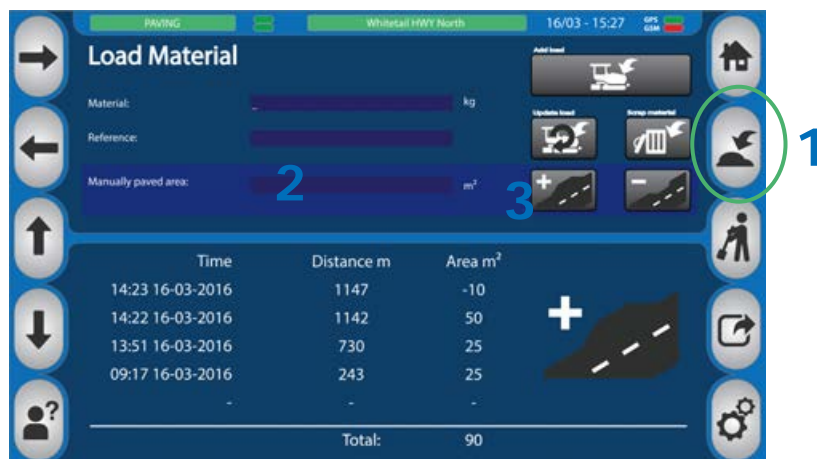 PAVING Whitetail HWY North 16/03 - 15:27 GPS GSM
Load Material
Add load
Material: _ kg
Update load Scrap material
Reference:
1
Manually paved area: 2 m² 3 + -
Time Distance m Area m²
14:23 16-03-2016 1147 -10
14:22 16-03-2016 1142 50
13:51 16-03-2016 730 25
09:17 16-03-2016 243 25
- - -
?
Total: 90